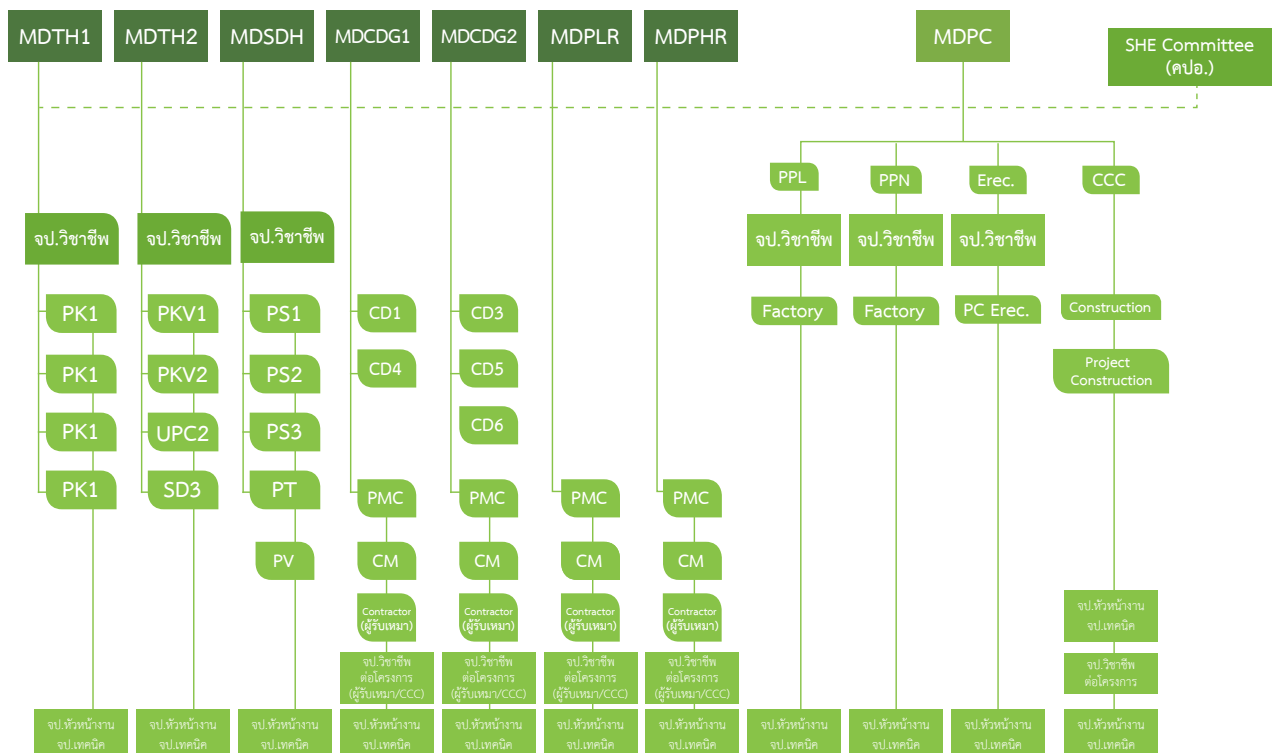 MDTH1
MDTH2
MDSDH
MDCDG1
MDCDG2
MDPLR
MDPHR
MDPC
SHE Committee
(คปอ.)
PPL
PPN
Erec.
CCC
จป.วิชาชีพ
จป.วิชาชีพ
จป.วิชาชีพ
จป.วิชาชีพ
จป.วิชาชีพ
จป.วิชาชีพ
PK1
PKV1
PS1
CD1
CD3
Factory
Factory
PC Erec.
Construction
PK1
PKV2
PS2
CD4
CD5
Project
Construction
PK1
UPC2
PS3
CD6
PK1
SD3
PT
PMC
PMC
PMC
PMC
PV
CM
CM
CM
CM
Contractor
(ผู้รับเหมา)
Contractor
(ผู้รับเหมา)
Contractor
(ผู้รับเหมา)
Contractor
(ผู้รับเหมา)
จป.หัวหน้างาน
จป.เทคนิค
จป.วิชาชีพ
ต่อโครงการ
(ผู้รับเหมา/CCC)
จป.วิชาชีพ
ต่อโครงการ
(ผู้รับเหมา/CCC)
จป.วิชาชีพ
ต่อโครงการ
(ผู้รับเหมา/CCC)
จป.วิชาชีพ
ต่อโครงการ
(ผู้รับเหมา/CCC)
จป.วิชาชีพ
ต่อโครงการ
จป.หัวหน้างาน
จป.เทคนิค
จป.หัวหน้างาน
จป.เทคนิค
จป.หัวหน้างาน
จป.เทคนิค
จป.หัวหน้างาน
จป.เทคนิค
จป.หัวหน้างาน
จป.เทคนิค
จป.หัวหน้างาน
จป.เทคนิค
จป.หัวหน้างาน
จป.เทคนิค
จป.หัวหน้างาน
จป.เทคนิค
จป.หัวหน้างาน
จป.เทคนิค
จป.หัวหน้างาน
จป.เทคนิค
จป.หัวหน้างาน
จป.เทคนิค